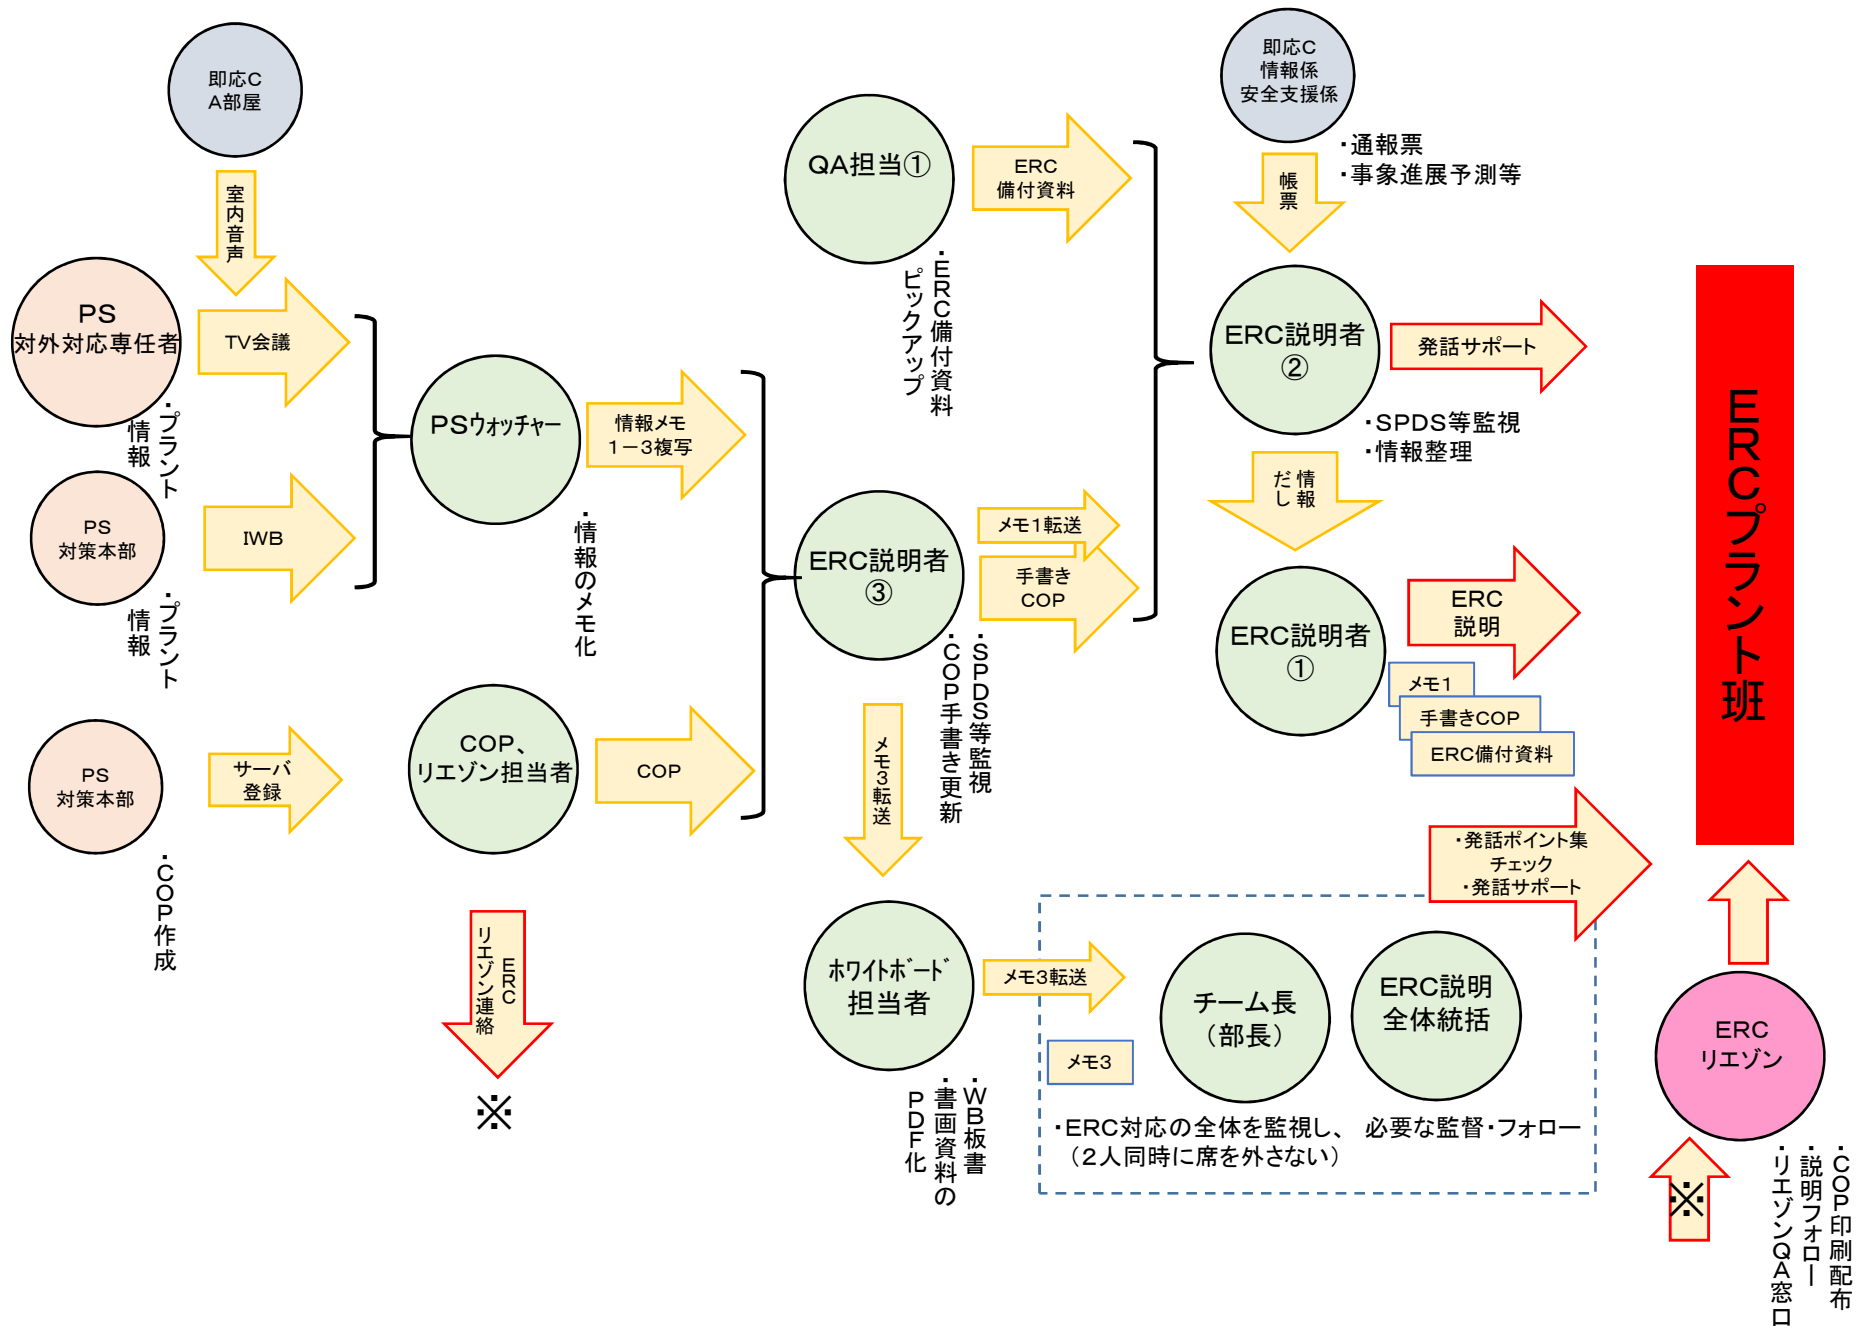 即応C
A部屋
室内音声
PS
対外対応専任者
・プラント
情報
TV会議
PS
対策本部
・プラント
情報
IWB
PS
対策本部
・COP作成
サーバ
登録
PSウォッチャー
・情報のメモ化
情報メモ
1－3複写
COP、
リエゾン担当者
COP
ERC
リエゾン連絡
※
QA担当①
・ERC備付資料
ピックアップ
ERC
備付資料
ERC説明者
③
・SPDS等監視
・COP手書き更新
メモ1転送
手書き
COP
メモ3転送
ホワイトボード
担当者
・WB板書
・書画資料の
PDF化
メモ3転送
メモ3
チーム長
（部長）
ERC説明
全体統括
・ERC対応の全体を監視し、 必要な監督・フォロー
（2人同時に席を外さない）
即応C
情報係
安全支援係
・通報票
・事象進展予測等
帳票
ERC説明者
②
・SPDS等監視
・情報整理
発話サポート
情報
だし
ERC説明者
①
ERC
説明
メモ1
手書きCOP
ERC備付資料
・発話ポイント集
チェック
・発話サポート
ERCプラント班
ERC
リエゾン
・COP印刷配布
・説明フォロー
・リエゾンQA窓口
※